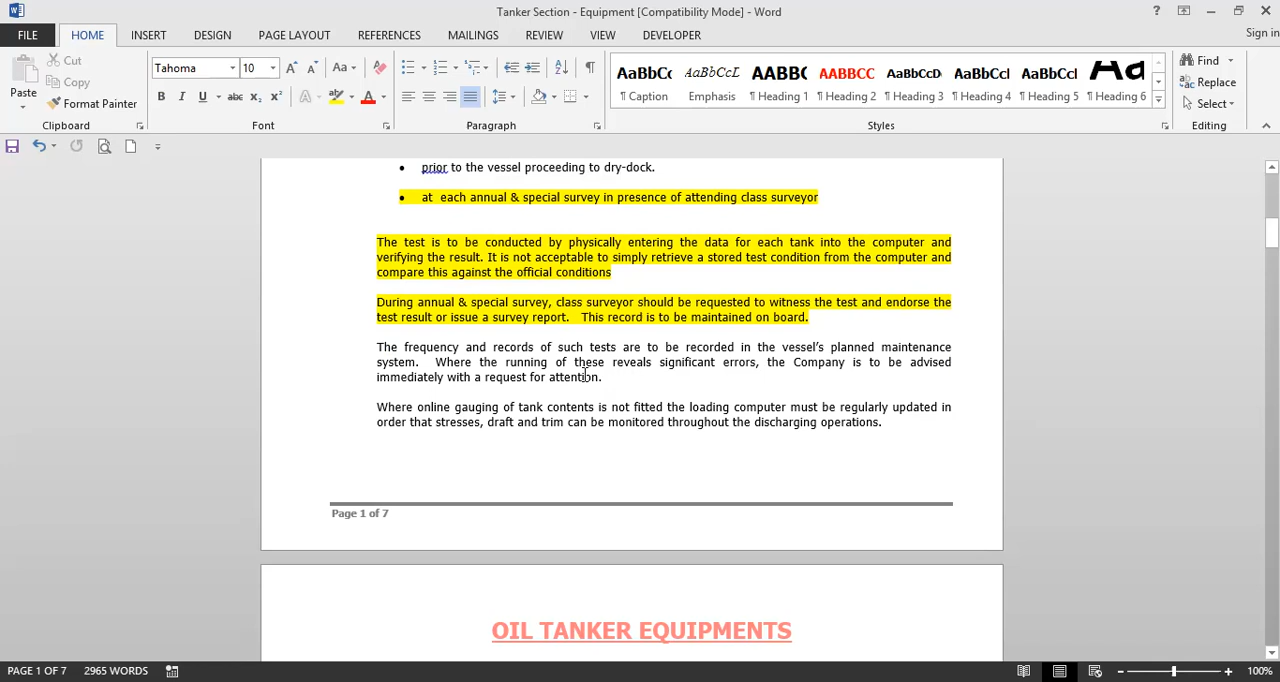 Tanker Section - Equipment [Compatibility Mode] - Word
?
Sign in
FILE HOME INSERT DESIGN PAGE LAYOUT REFERENCES MAILINGS REVIEW VIEW DEVELOPER
Paste
Cut
Copy
Format Painter
Clipboard
Tahoma 10
Font
Paragraph
AaBbCc AaBbCcL AABBC AABBCC AaBbCcD AaBbCcI AaBbCcI AaB
¶ Caption Emphasis ¶ Heading 1 ¶ Heading 2 ¶ Heading 3 ¶ Heading 4 ¶ Heading 5 ¶ Heading 6
Styles
Find
Replace
Select
Editing
• prior to the vessel proceeding to dry-dock.
• at each annual & special survey in presence of attending class surveyor
The test is to be conducted by physically entering the data for each tank into the computer and
verifying the result. It is not acceptable to simply retrieve a stored test condition from the computer and
compare this against the official conditions
During annual & special survey, class surveyor should be requested to witness the test and endorse the
test result or issue a survey report. This record is to be maintained on board.
The frequency and records of such tests are to be recorded in the vessel's planned maintenance
system. Where the running of these reveals significant errors, the Company is to be advised
immediately with a request for attention.
Where online gauging of tank contents is not fitted the loading computer must be regularly updated in
order that stresses, draft and trim can be monitored throughout the discharging operations.
Page 1 of 7
OIL TANKER EQUIPMENTS
PAGE 1 OF 7 2965 WORDS
100%